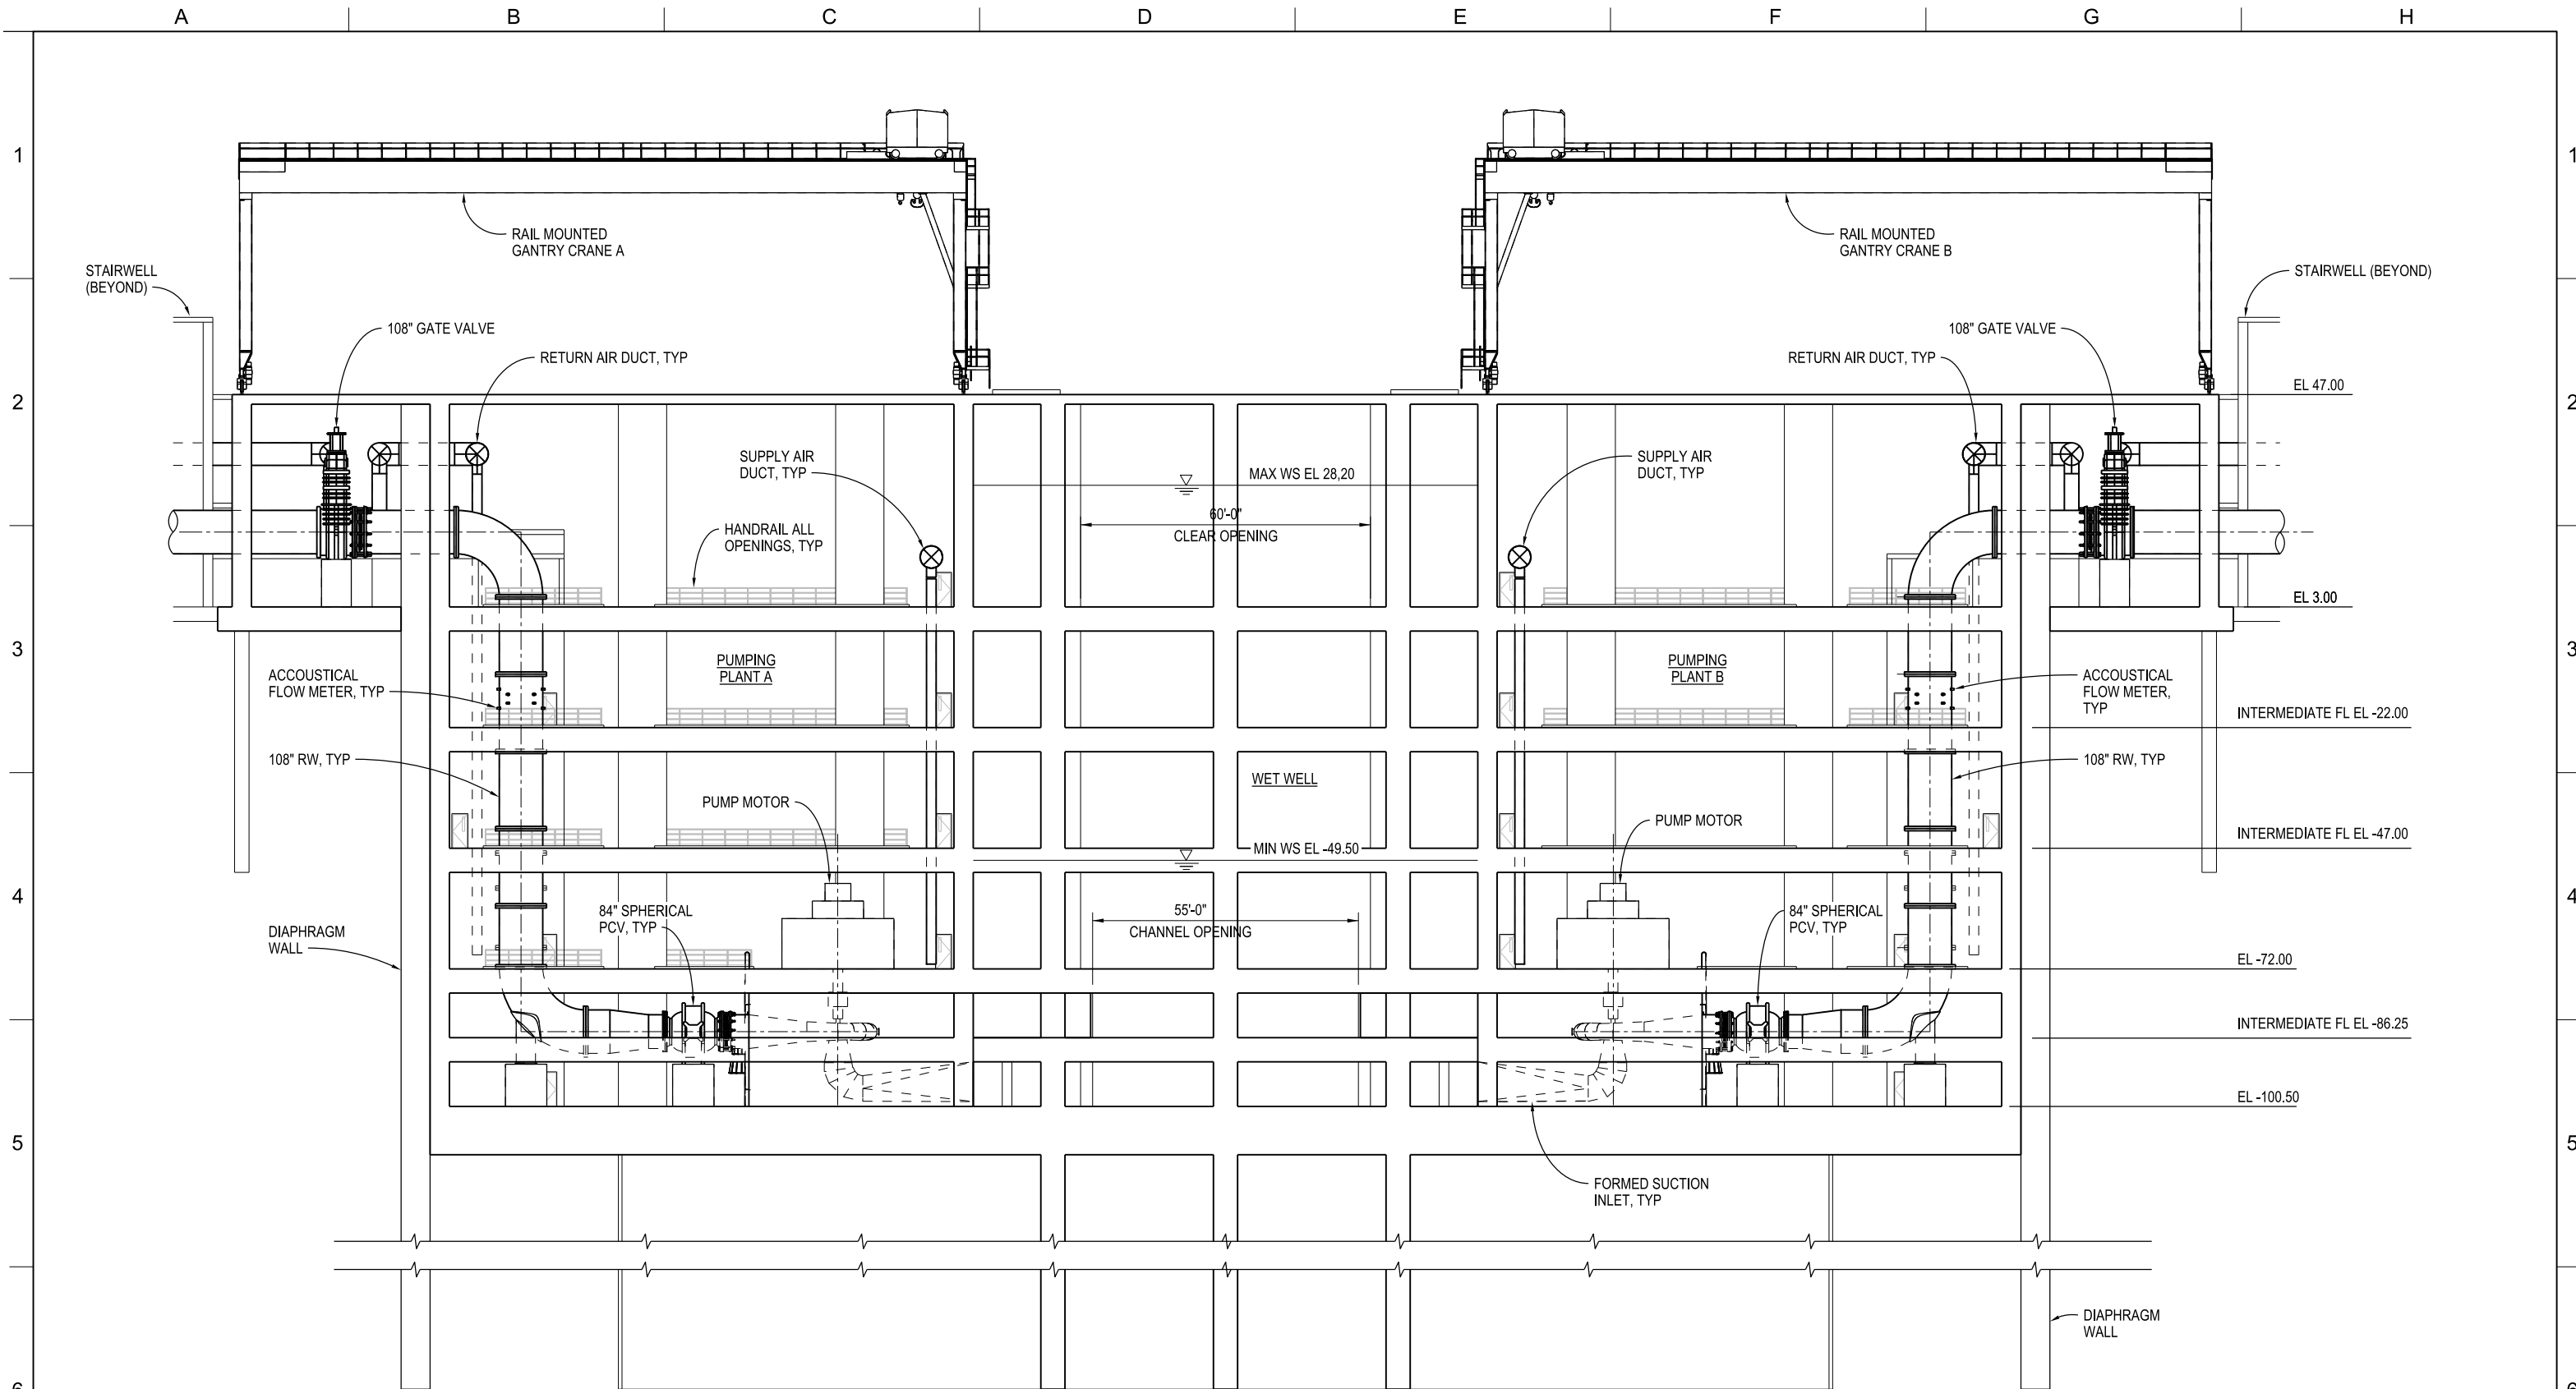 A B C D E F G H
1 1
RAIL MOUNTED
GANTRY CRANE A
RAIL MOUNTED
GANTRY CRANE B
STAIRWELL
(BEYOND)
STAIRWELL (BEYOND)
108" GATE VALVE
108" GATE VALVE
RETURN AIR DUCT, TYP
RETURN AIR DUCT, TYP
EL 47.00
2 2
SUPPLY AIR
DUCT, TYP
MAX WS EL 28,20
SUPPLY AIR
DUCT, TYP
60'-0"
CLEAR OPENING
HANDRAIL ALL
OPENINGS, TYP
EL 3.00
3 3
PUMPING
PLANT A
PUMPING
PLANT B
ACCOUSTICAL
FLOW METER, TYP
ACCOUSTICAL
FLOW METER,
TYP
INTERMEDIATE FL EL -22.00
108" RW, TYP
108" RW, TYP
WET WELL
PUMP MOTOR
PUMP MOTOR
INTERMEDIATE FL EL -47.00
MIN WS EL -49.50
4 4
84" SPHERICAL
PCV, TYP
55'-0"
CHANNEL OPENING
84" SPHERICAL
PCV, TYP
DIAPHRAGM
WALL
EL -72.00
INTERMEDIATE FL EL -86.25
EL -100.50
5 5
FORMED SUCTION
INLET, TYP
DIAPHRAGM
WALL
6 6